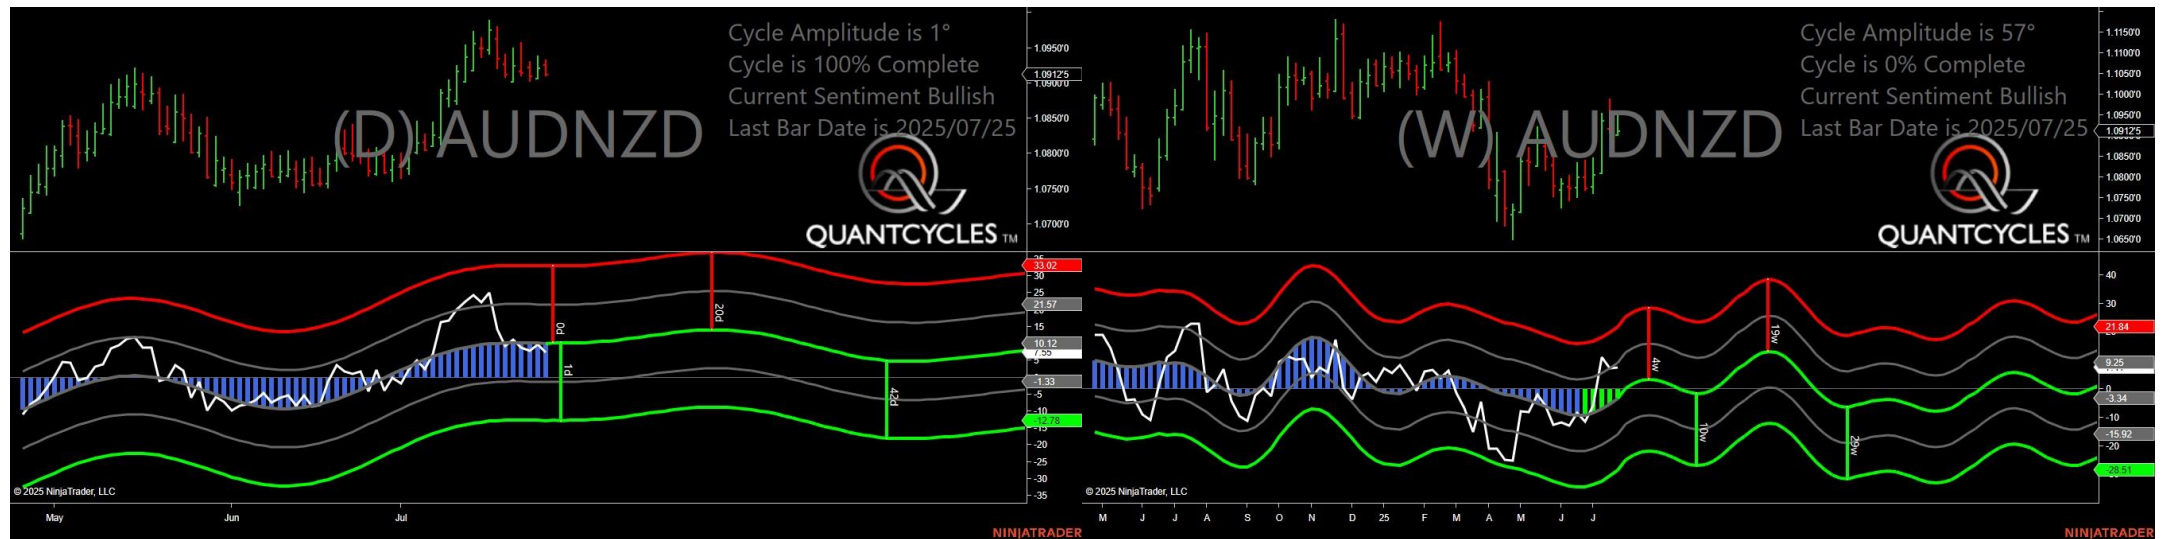 (D) AUDNZD
Cycle Amplitude is 1°
Cycle is 100% Complete
Current Sentiment Bullish
Last Bar Date is 2025/07/25
QUANTCYCLES TM
1.0950'0
1.0912'5
1.0900'0
1.0850'0
1.0800'0
1.0750'0
1.0700'0
33.02
30
25
21.57
15
10.12
7.55
-1.33
-5
-10
-12.78
-15
-20
-25
-30
-35
0d
1d
20d
42d
© 2025 NinjaTrader, LLC
May
Jun
Jul
NINJATRADER
(W) AUDNZD
Cycle Amplitude is 57°
Cycle is 0% Complete
Current Sentiment Bullish
Last Bar Date is 2025/07/25
QUANTCYCLES TM
1.1150'0
1.1100'0
1.1050'0
1.1000'0
1.0950'0
1.0912'5
1.0850'0
1.0800'0
1.0750'0
1.0700'0
1.0650'0
40
30
21.84
9.25
0
-3.34
-10
-15.92
-20
-28.51
4w
10w
19w
29w
© 2025 NinjaTrader, LLC
M
J
J
A
S
O
N
D
25
F
M
A
M
J
J
NINJATRADER